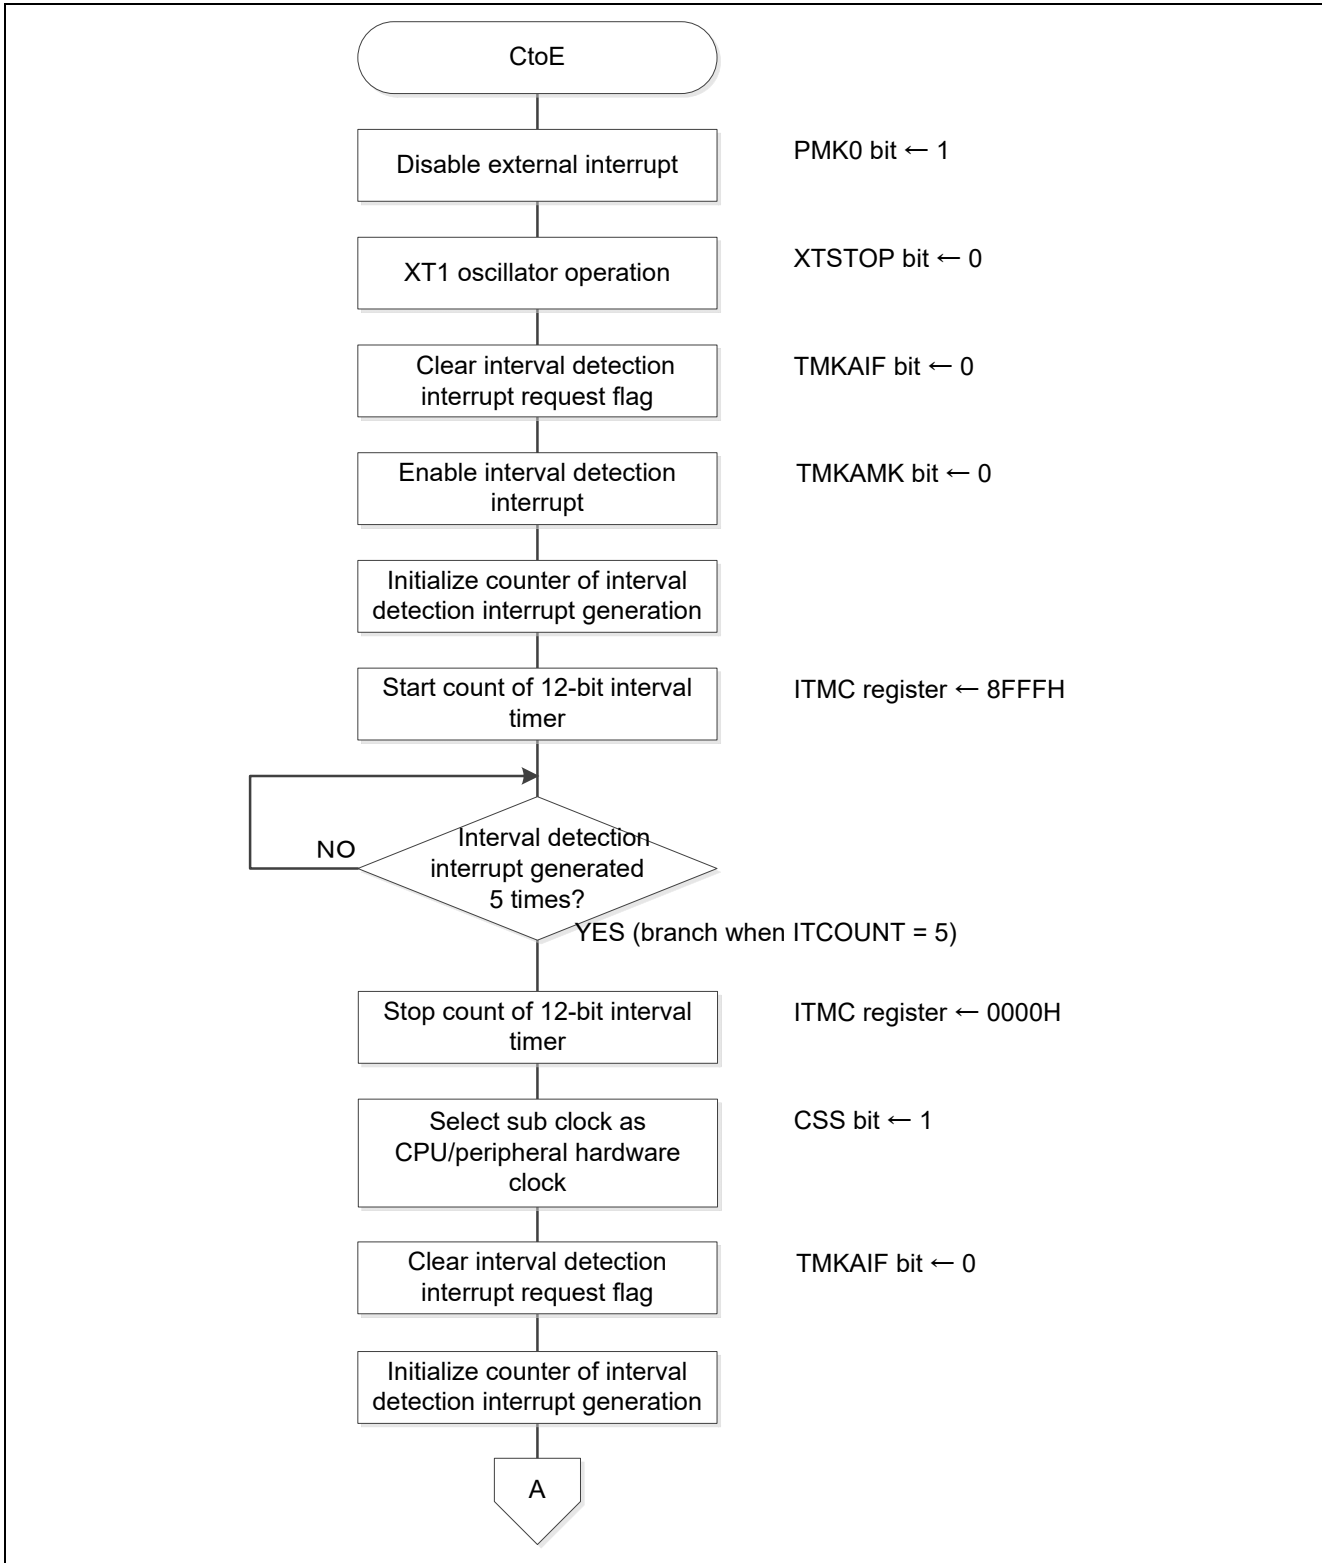 CtoE
Disable external interrupt
PMK0 bit ← 1
XT1 oscillator operation
XTSTOP bit ← 0
Clear interval detection
interrupt request flag
TMKAIF bit ← 0
Enable interval detection
interrupt
TMKAMK bit ← 0
Initialize counter of interval
detection interrupt generation
Start count of 12-bit interval
timer
ITMC register ← 8FFFH
NO
Interval detection
interrupt generated
5 times?
YES (branch when ITCOUNT = 5)
Stop count of 12-bit interval
timer
ITMC register ← 0000H
Select sub clock as
CPU/peripheral hardware
clock
CSS bit ← 1
Clear interval detection
interrupt request flag
TMKAIF bit ← 0
Initialize counter of interval
detection interrupt generation
A